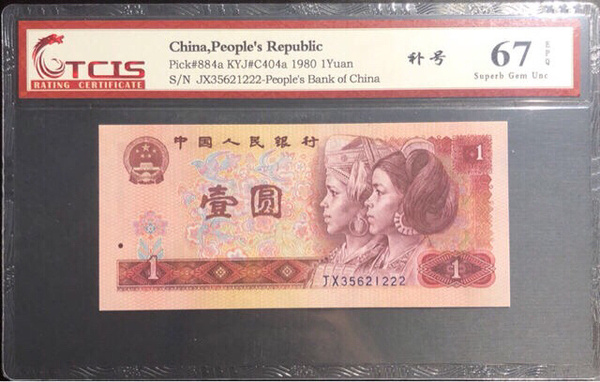 TCIS
RATING CERTIFICATE
China,People's Republic
Pick#884a KYJ#C404a 1980 1Yuan
S/N JX35621222-People's Bank of China
补号
67 EPQ
Superb Gem Unc
中国人民银行
1
壹圆
1
JX35621222
1